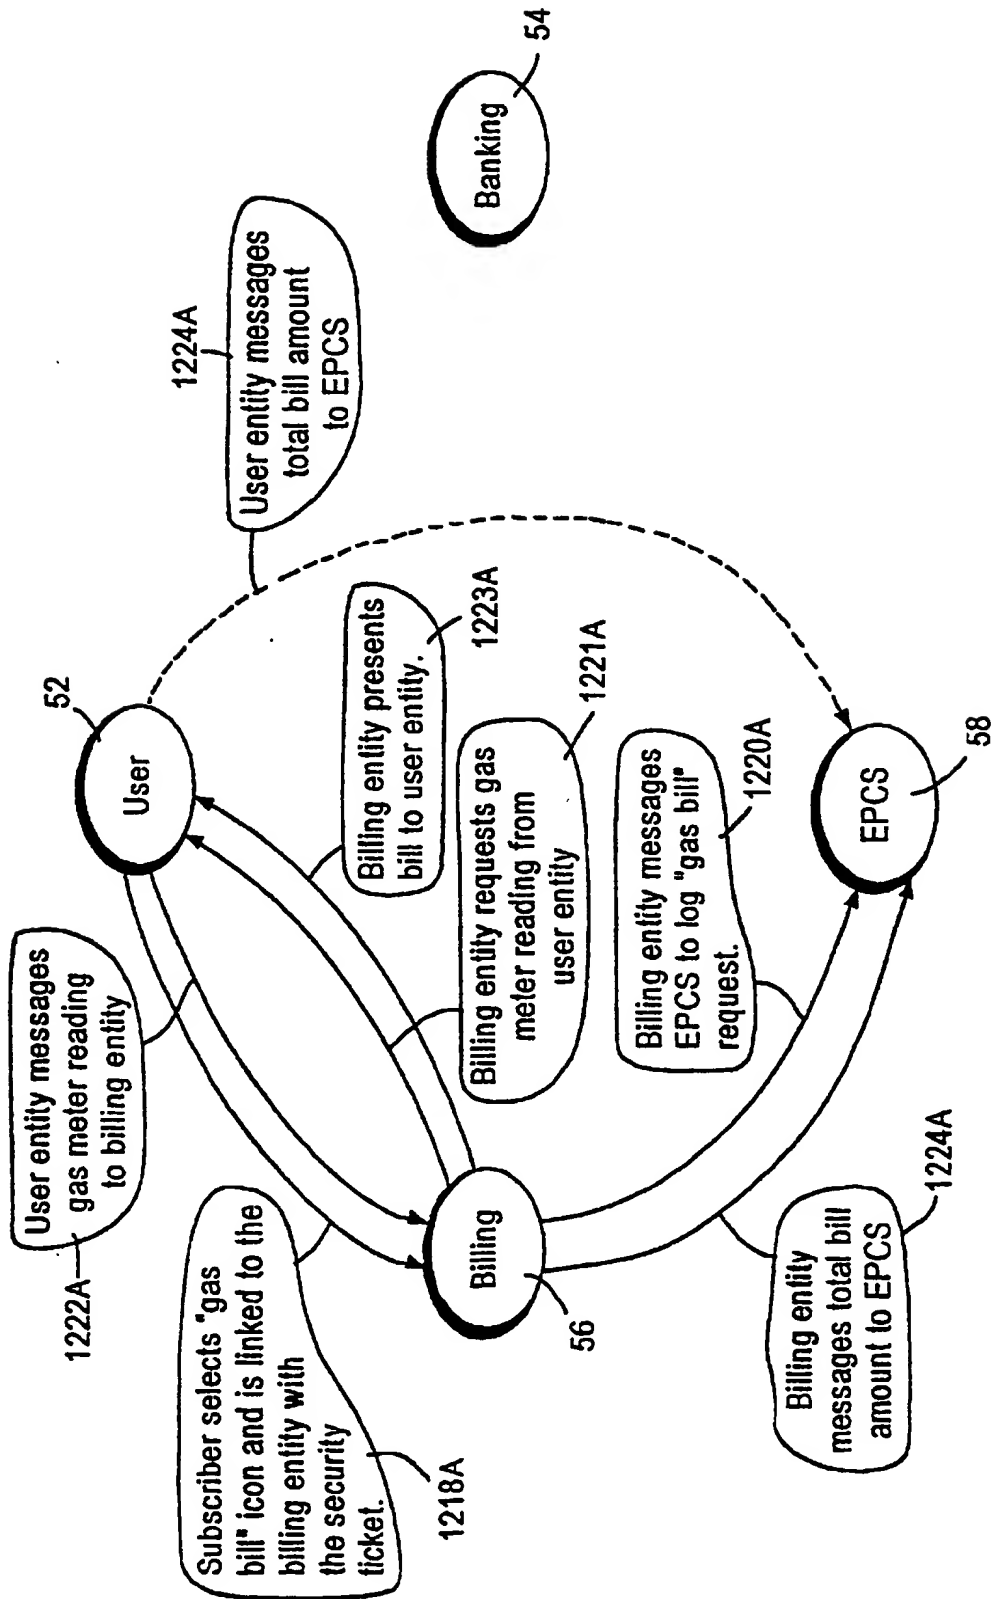 1222A
User entity messages
gas meter reading
to billing entity
52
User
1224A
User entity messages
total bill amount
to EPCS
Subscriber selects "gas
bill" icon and is linked to the
billing entity with
the security
ticket.
1218A
Billing entity presents
bill to user entity.
1223A
Billing entity requests gas
meter reading from
user entity
1221A
Banking
54
Billing
56
Billing entity messages
EPCS to log "gas bill"
request.
1220A
Billing entity
messages total bill
amount to EPCS
1224A
EPCS
58